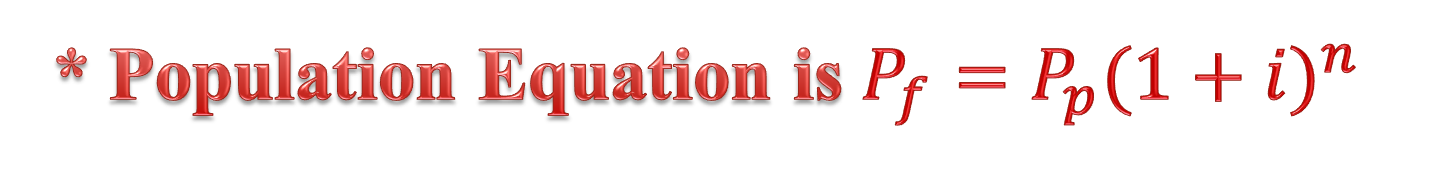 * Population Equation is $P_f = P_p(1 + i)^n$